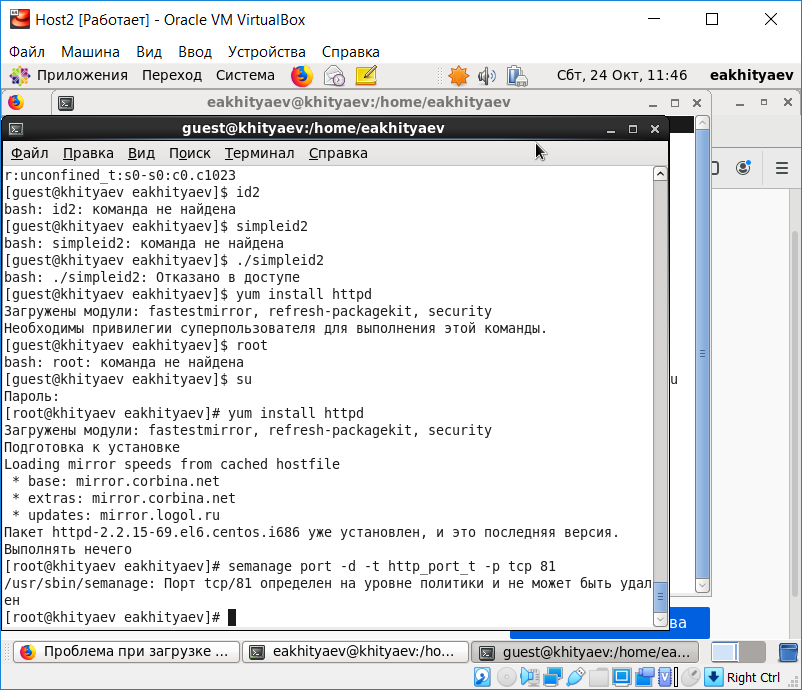 Host2 [Работает] - Oracle VM VirtualBox
Файл Машина Вид Ввод Устройства Справка
Приложения Переход Система Сбт, 24 Окт, 11:46 eakhityaev
eakhityaev@khityaev:/home/eakhityaev
guest@khityaev:/home/eakhityaev
Файл Правка Вид Поиск Терминал Справка
r:unconfined_t:s0-s0:c0.c1023
[guest@khityaev eakhityaev]$ id2
bash: id2: команда не найдена
[guest@khityaev eakhityaev]$ simpleid2
bash: simpleid2: команда не найдена
[guest@khityaev eakhityaev]$ ./simpleid2
bash: ./simpleid2: Отказано в доступе
[guest@khityaev eakhityaev]$ yum install httpd
Загружены модули: fastestmirror, refresh-packagekit, security
Необходимы привилегии суперпользователя для выполнения этой команды.
[guest@khityaev eakhityaev]$ root
bash: root: команда не найдена
[guest@khityaev eakhityaev]$ su
Пароль:
[root@khityaev eakhityaev]# yum install httpd
Загружены модули: fastestmirror, refresh-packagekit, security
Подготовка к установке
Loading mirror speeds from cached hostfile
* base: mirror.corbina.net
* extras: mirror.corbina.net
* updates: mirror.logol.ru
Пакет httpd-2.2.15-69.el6.centos.i686 уже установлен, и это последняя версия.
Выполнять нечего
[root@khityaev eakhityaev]# semanage port -d -t http_port_t -p tcp 81
/usr/sbin/semanage: Порт tcp/81 определен на уровне политики и не может быть удал
ен
[root@khityaev eakhityaev]#
u
ва
Проблема при загрузке ... eakhityaev@khityaev:/ho... guest@khityaev:/home/ea...
Right Ctrl